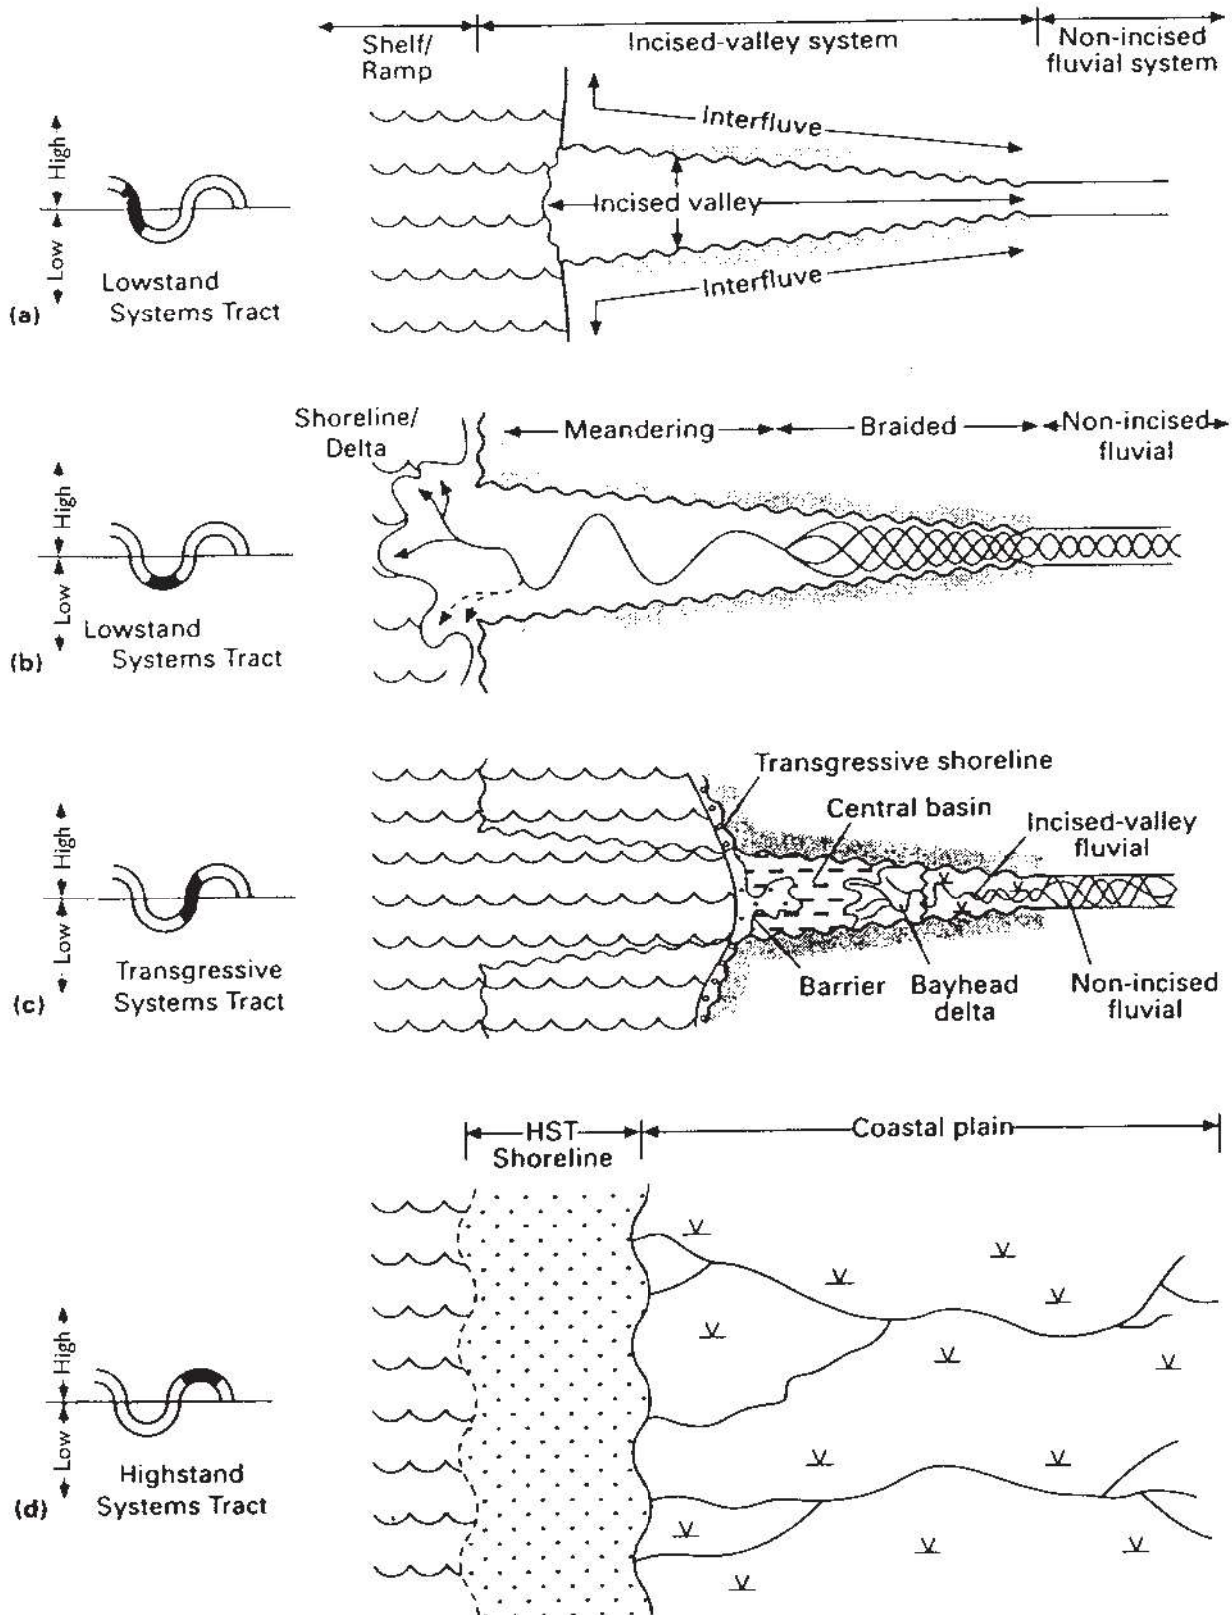 Shelf/
Ramp
Incised-valley system
Non-incised
fluvial system
Interfluve
Incised valley
Interfluve
High
Low
Lowstand
Systems Tract
(a)
Shoreline/
Delta
Meandering
Braided
Non-incised
fluvial
High
Low
Lowstand
Systems Tract
(b)
Transgressive shoreline
Central basin
Incised-valley
fluvial
High
Low
Barrier
Bayhead
delta
Non-incised
fluvial
Transgressive
Systems Tract
(c)
HST
Shoreline
Coastal plain
High
Low
Highstand
Systems Tract
(d)